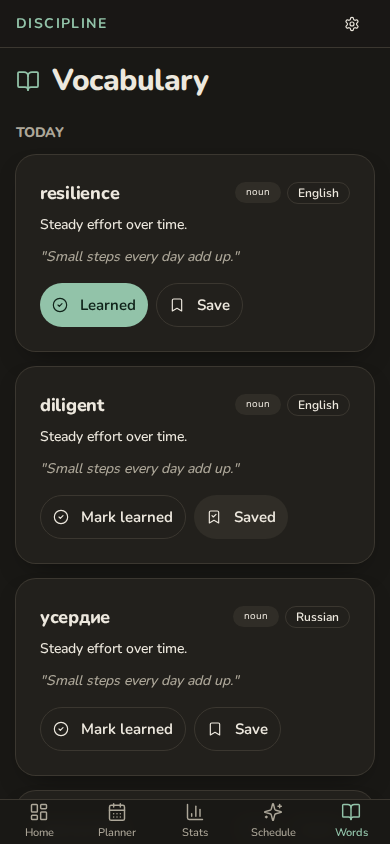 DISCIPLINE
Vocabulary
TODAY
resilience noun English
Steady effort over time.
"Small steps every day add up."
Learned Save
diligent noun English
Steady effort over time.
"Small steps every day add up."
Mark learned Saved
усердие noun Russian
Steady effort over time.
"Small steps every day add up."
Mark learned Save
Home Planner Stats Schedule Words